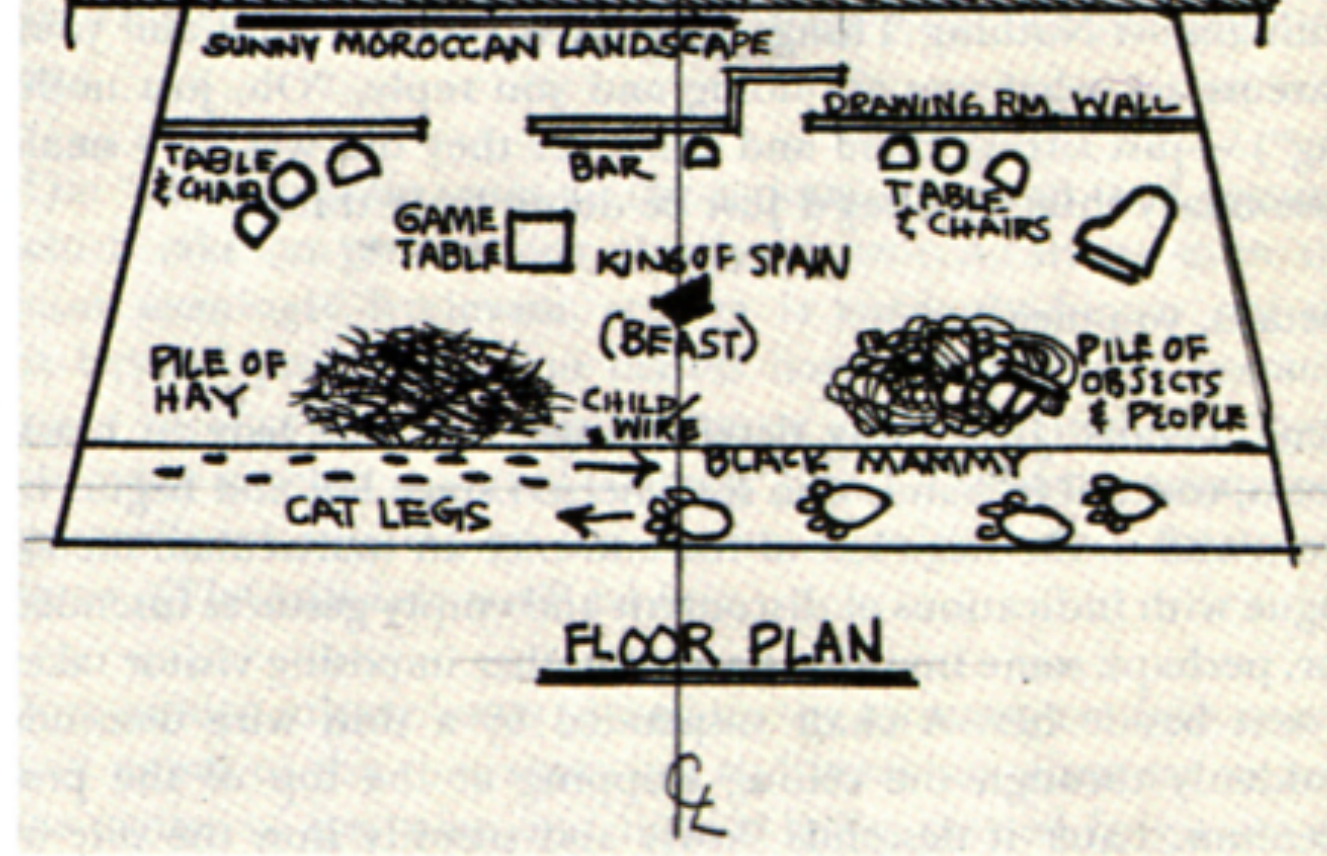 SUNNY MOROCCAN LANDSCAPE
DRAWING RM. WALL
TABLE
& CHAIR
BAR
TABLE
& CHAIRS
GAME
TABLE
KING OF SPAIN
(BEAST)
PILE OF
HAY
CHILD/
WIRE
PILE OF
OBJECTS
& PEOPLE
BLACK MAMMY
CAT LEGS
FLOOR PLAN
CL